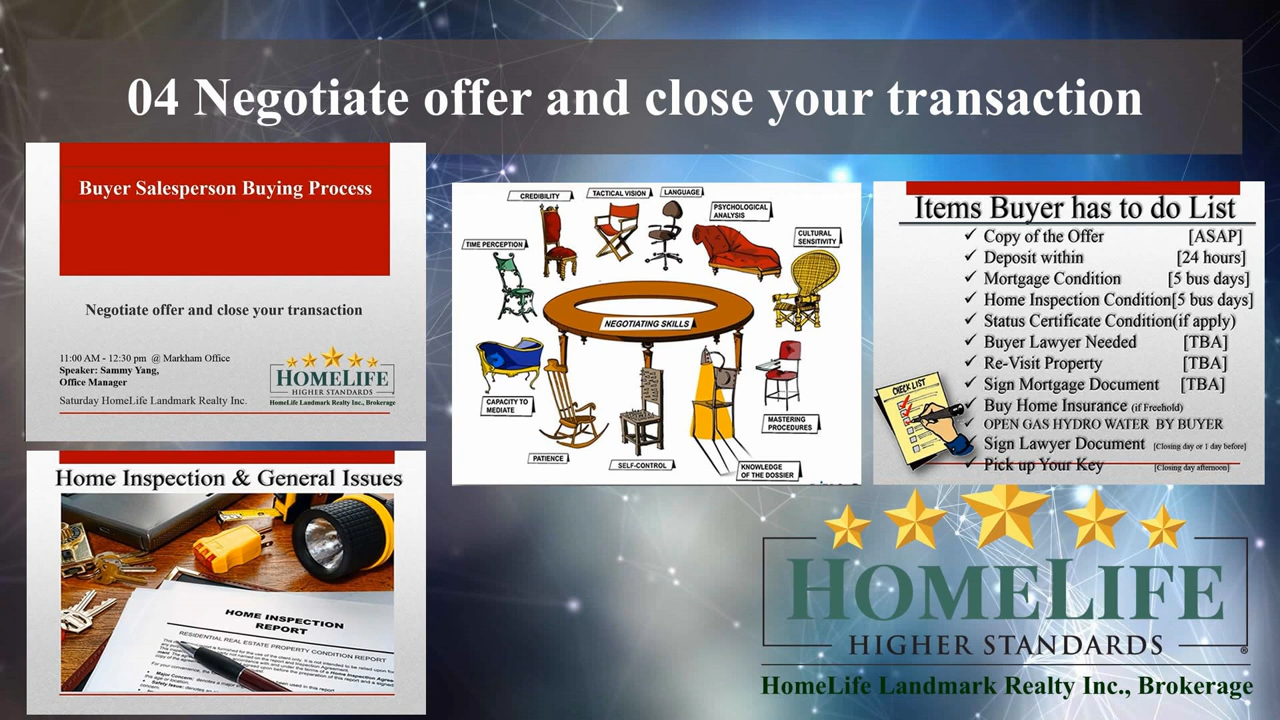 04 Negotiate offer and close your transaction
Buyer Salesperson Buying Process
Negotiate offer and close your transaction
11:00 AM - 12:30 pm @ Markham Office
Speaker: Sammy Yang,
Office Manager
Saturday HomeLife Landmark Realty Inc.
HOMELIFE
HIGHER STANDARDS
HomeLife Landmark Realty Inc., Brokerage
Home Inspection & General Issues
HOME INSPECTION
REPORT
RESIDENTIAL REAL ESTATE PROPERTY CONDITION REPORT
CREDIBILITY
TACTICAL VISION
LANGUAGE
PSYCHOLOGICAL
ANALYSIS
CULTURAL
SENSITIVITY
TIME PERCEPTION
NEGOTIATING SKILLS
CAPACITY TO
MEDIATE
MASTERING
PROCEDURES
PATIENCE
SELF-CONTROL
KNOWLEDGE
OF THE DOSSIER
Items Buyer has to do List
✓ Copy of the Offer [ASAP]
✓ Deposit within [24 hours]
✓ Mortgage Condition [5 bus days]
✓ Home Inspection Condition[5 bus days]
✓ Status Certificate Condition(if apply)
✓ Buyer Lawyer Needed [TBA]
✓ Re-Visit Property [TBA]
✓ Sign Mortgage Document [TBA]
✓ Buy Home Insurance (if Freehold)
✓ OPEN GAS HYDRO WATER BY BUYER
✓ Sign Lawyer Document [Closing day or 1 day before]
✓ Pick up Your Key [Closing day afternoon]
CHECK LIST
HOMELIFE
HIGHER STANDARDS
®
HomeLife Landmark Realty Inc., Brokerage